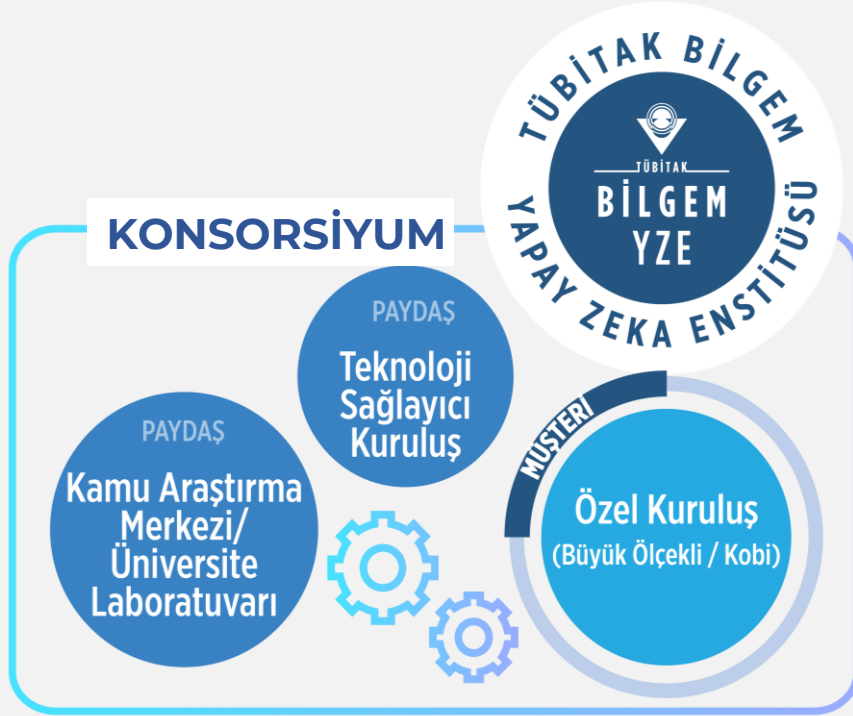 TÜBİTAK BİLGEM
YAPAY ZEKA ENSTİTÜSÜ
TÜBİTAK
BİLGEM
YZE
KONSORSİYUM
PAYDAŞ
Teknoloji
Sağlayıcı
Kuruluş
PAYDAŞ
Kamu Araştırma
Merkezi/
Üniversite
Laboratuvarı
MÜŞTERİ
Özel Kuruluş
(Büyük Ölçekli / Kobi)